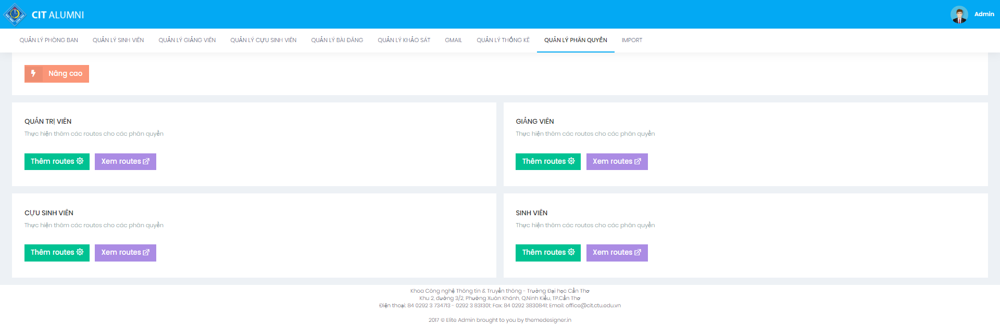 CIT ALUMNI
Admin
QUẢN LÝ PHÒNG BAN QUẢN LÝ SINH VIÊN QUẢN LÝ GIẢNG VIÊN QUẢN LÝ CỰU SINH VIÊN QUẢN LÝ BÀI ĐĂNG QUẢN LÝ KHẢO SÁT GMAIL QUẢN LÝ THỐNG KÊ QUẢN LÝ PHÂN QUYỀN IMPORT
Nâng cao
QUẢN TRỊ VIÊN
Thực hiện thêm các routes cho các phân quyền
Thêm routes Xem routes
GIẢNG VIÊN
Thực hiện thêm các routes cho các phân quyền
Thêm routes Xem routes
CỰU SINH VIÊN
Thực hiện thêm các routes cho các phân quyền
Thêm routes Xem routes
SINH VIÊN
Thực hiện thêm các routes cho các phân quyền
Thêm routes Xem routes
Khoa Công nghệ Thông tin & Truyền thông - Trường Đại học Cần Thơ
Khu 2, đường 3/2, Phường Xuân Khánh, Q.Ninh Kiều, TP.Cần Thơ
Điện thoại: 84 0292 3 734713 - 0292 3 831301; Fax: 84 0292 3830841; Email: office@cit.ctu.edu.vn
2017 © Elite Admin brought to you by themedesigner.in